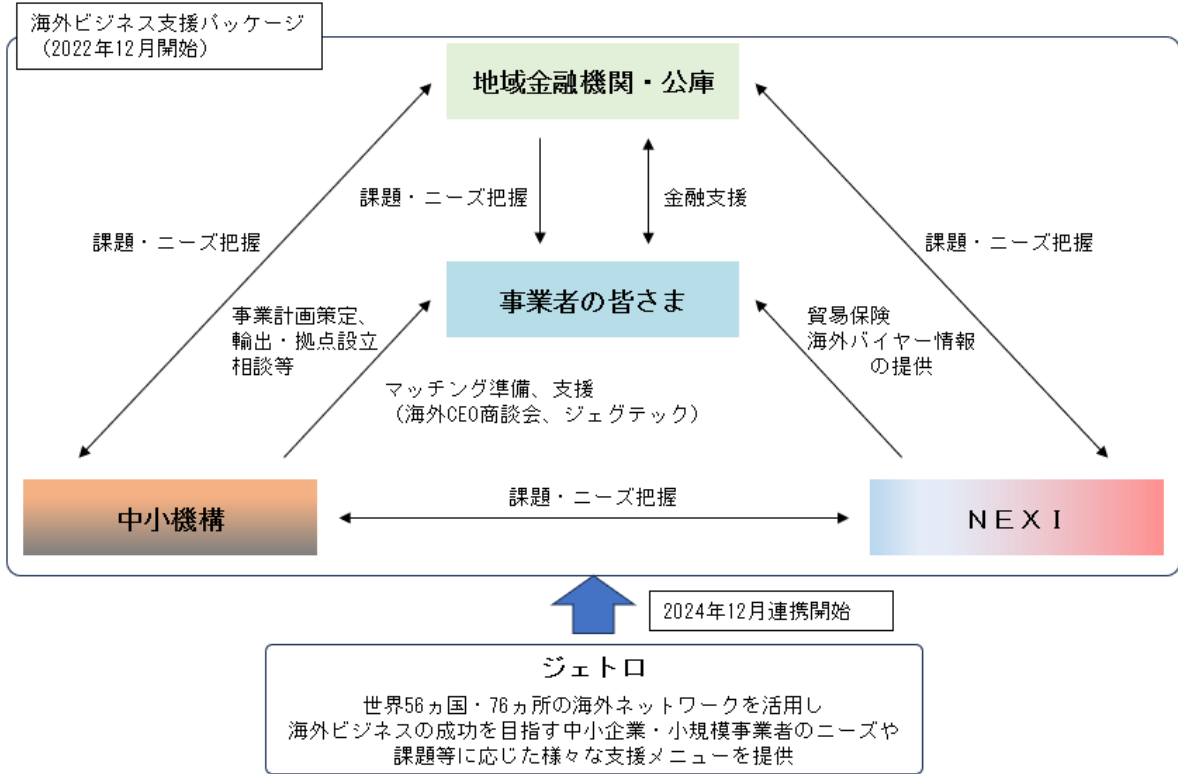 海外ビジネス支援パッケージ
（2022年12月開始）
地域金融機関・公庫
課題・ニーズ把握
金融支援
課題・ニーズ把握
課題・ニーズ把握
事業者の皆さま
事業計画策定、
輸出・拠点設立
相談等
貿易保険
海外バイヤー情報
の提供
マッチング準備、支援
（海外CEO商談会、ジェグテック）
中小機構
課題・ニーズ把握
ＮＥＸＩ
2024年12月連携開始
ジェトロ
世界56ヵ国・76ヵ所の海外ネットワークを活用し
海外ビジネスの成功を目指す中小企業・小規模事業者のニーズや
課題等に応じた様々な支援メニューを提供